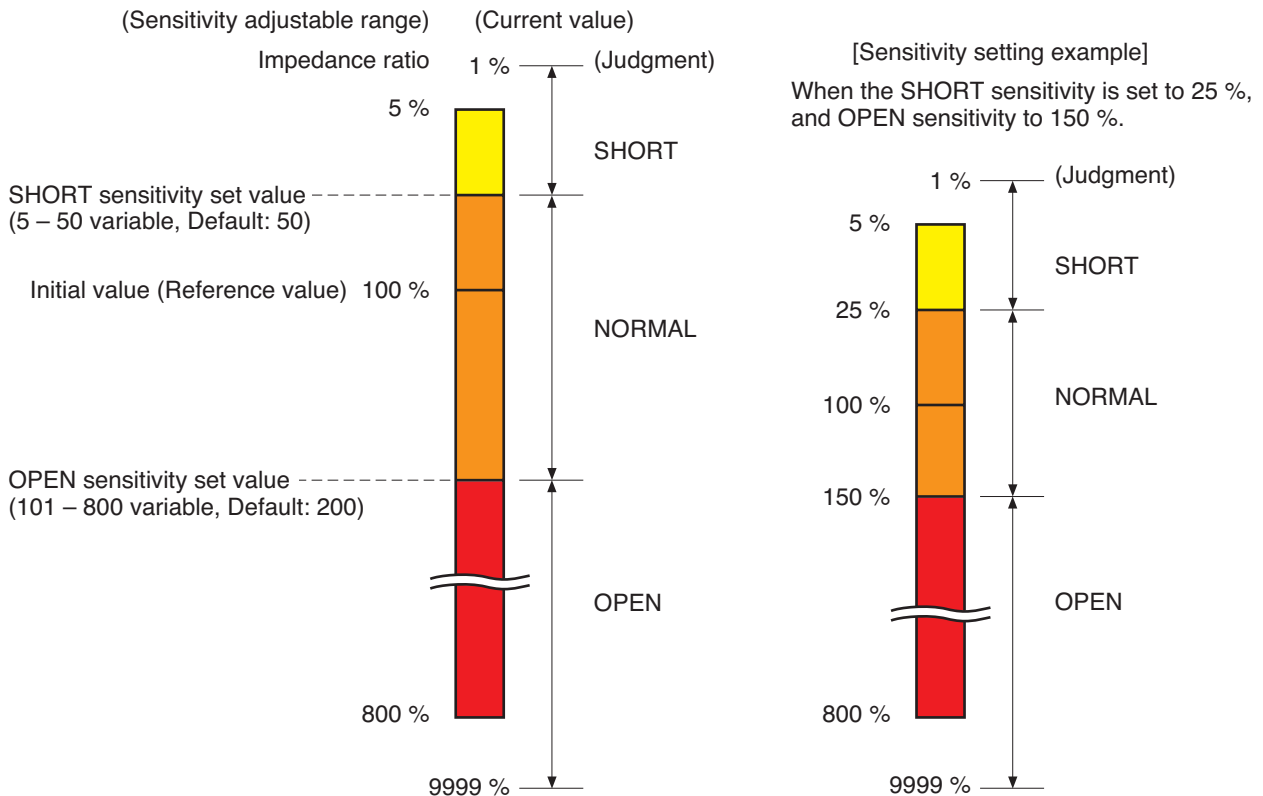 (Sensitivity adjustable range)
(Current value)
Impedance ratio
1 %
(Judgment)
5 %
SHORT
SHORT sensitivity set value
(5 – 50 variable, Default: 50)
Initial value (Reference value) 100 %
NORMAL
OPEN sensitivity set value
(101 – 800 variable, Default: 200)
OPEN
800 %
9999 %
[Sensitivity setting example]
When the SHORT sensitivity is set to 25 %,
and OPEN sensitivity to 150 %.
1 %
(Judgment)
5 %
SHORT
25 %
NORMAL
100 %
150 %
OPEN
800 %
9999 %